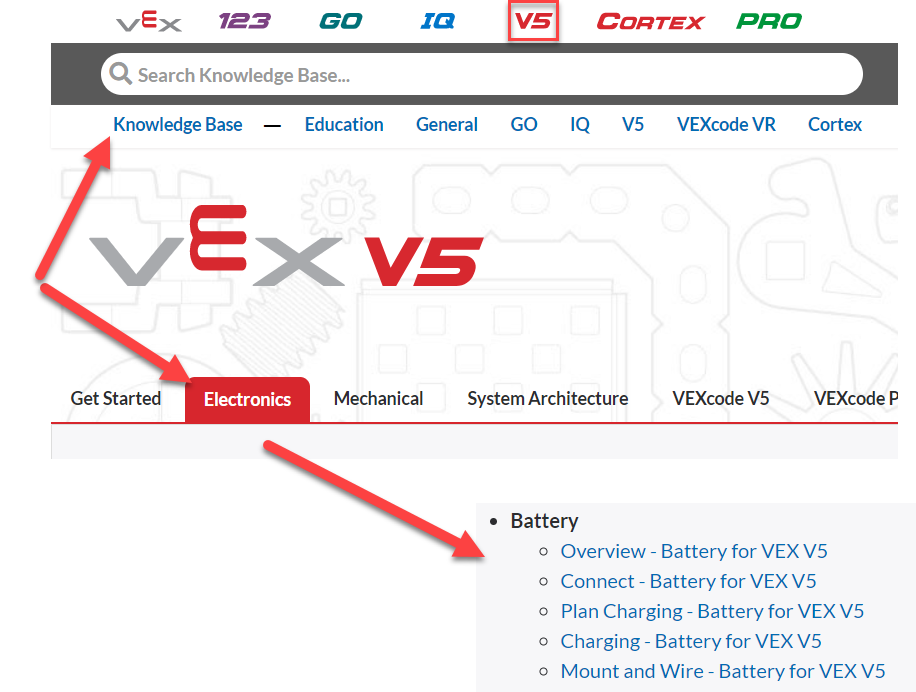 VEX 123 GO IQ V5 CORTEX PRO
Search Knowledge Base...
Knowledge Base — Education General GO IQ V5 VEXcode VR Cortex
VEX V5
Get Started Electronics Mechanical System Architecture VEXcode V5 VEXcode P
• Battery
○ Overview - Battery for VEX V5
○ Connect - Battery for VEX V5
○ Plan Charging - Battery for VEX V5
○ Charging - Battery for VEX V5
○ Mount and Wire - Battery for VEX V5